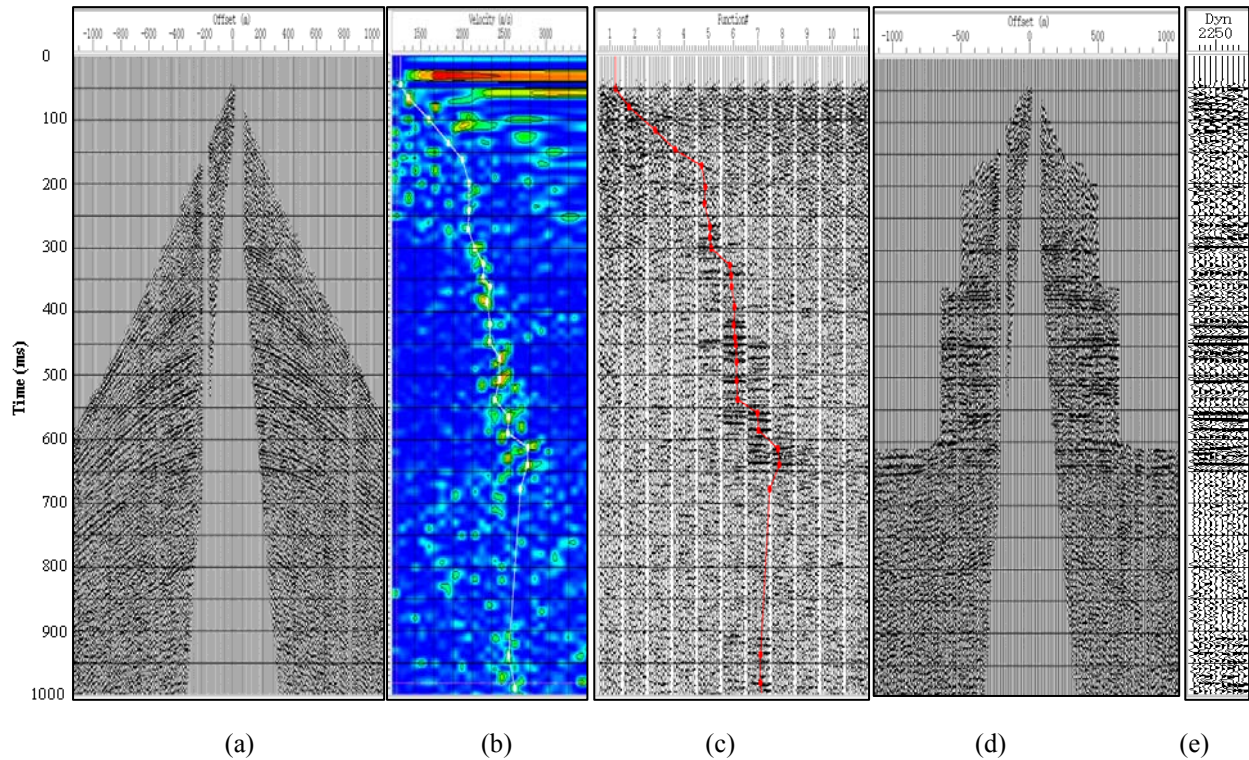 Offset (m)
-1000 -800 -600 -400 -200 0 200 400 600 800 1000
Velocity (m/s)
1500 2000 2500 3000
Function#
1 2 3 4 5 6 7 8 9 10 11
Offset (m)
-1000 -500 0 500 1000
Dyn
2250
Time (ms)
0
100
200
300
400
500
600
700
800
900
1000
(a) (b) (c) (d) (e)